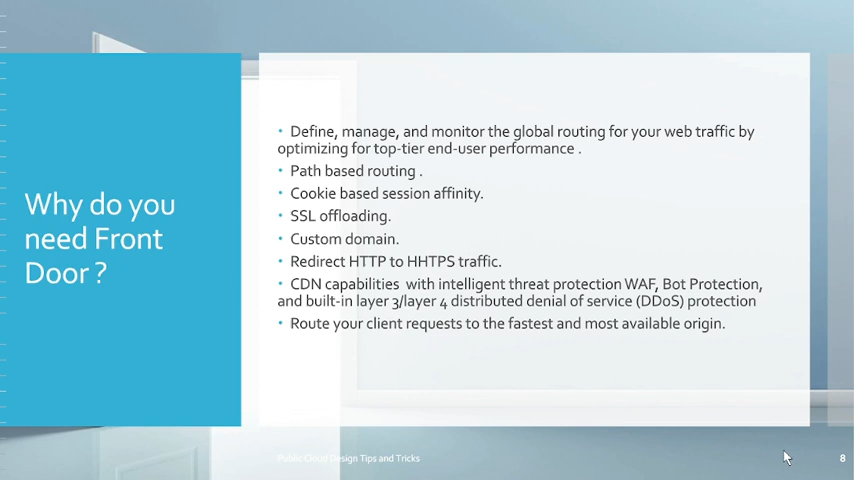 Why do you
need Front
Door ?
• Define, manage, and monitor the global routing for your web traffic by
optimizing for top-tier end-user performance .
• Path based routing .
• Cookie based session affinity.
• SSL offloading.
• Custom domain.
• Redirect HTTP to HHTPS traffic.
• CDN capabilities with intelligent threat protection WAF, Bot Protection,
and built-in layer 3/layer 4 distributed denial of service (DDoS) protection
• Route your client requests to the fastest and most available origin.
Public Cloud Design Tips and Tricks
8